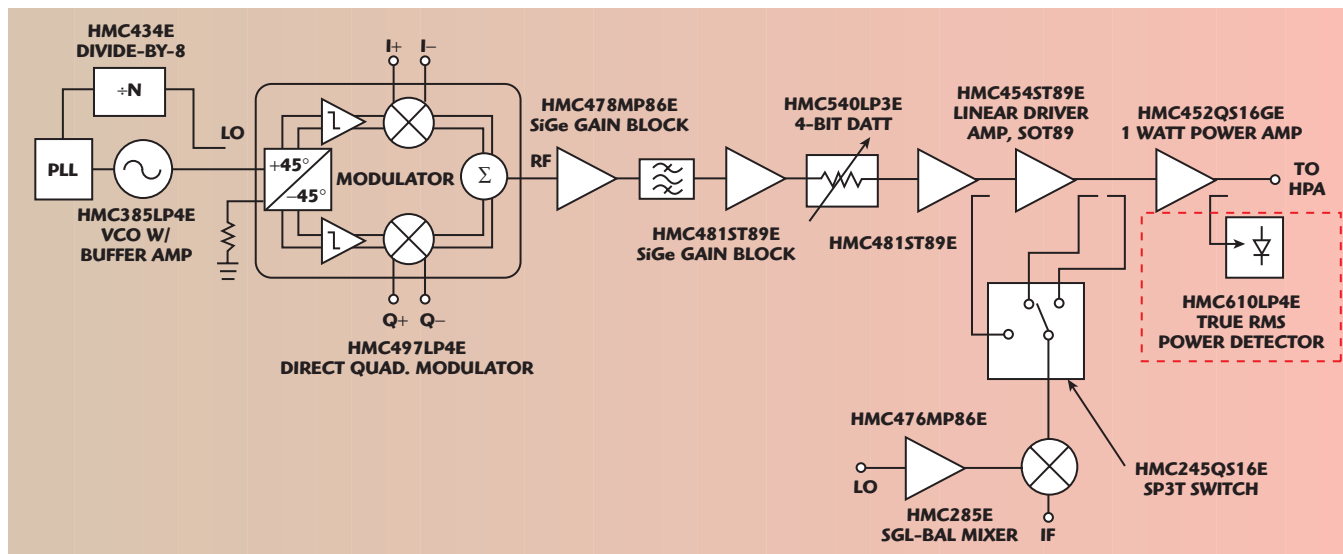 HMC434E
DIVIDE-BY-8
÷N
LO
PLL
HMC385LP4E
VCO W/
BUFFER AMP
I+ I–
+45°
–45°
MODULATOR
Σ
Q+ Q–
HMC497LP4E
DIRECT QUAD. MODULATOR
RF
HMC478MP86E
SiGe GAIN BLOCK
HMC481ST89E
SiGe GAIN BLOCK
HMC540LP3E
4-BIT DATT
HMC481ST89E
HMC454ST89E
LINEAR DRIVER
AMP, SOT89
HMC452QS16GE
1 WATT POWER AMP
TO
HPA
HMC610LP4E
TRUE RMS
POWER DETECTOR
HMC476MP86E
LO
HMC285E
SGL-BAL MIXER
IF
HMC245QS16E
SP3T SWITCH